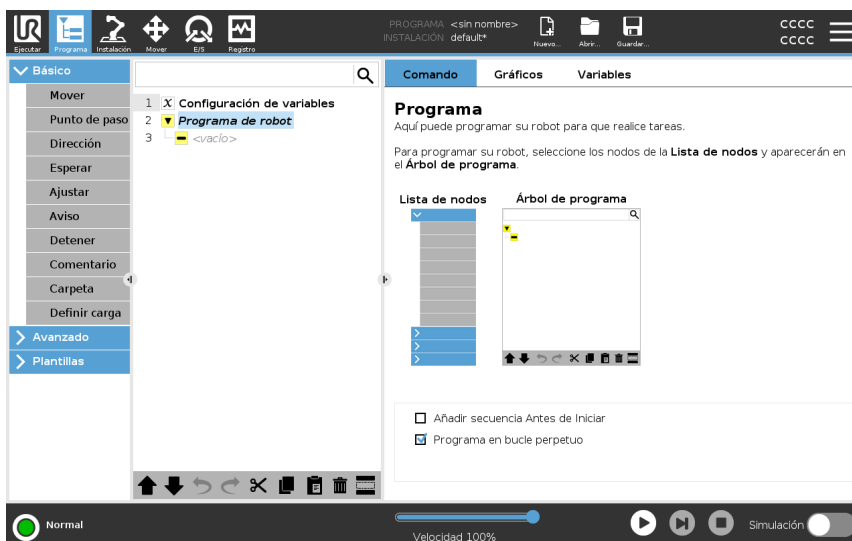 UR
PROGRAMA <sin nombre>
INSTALACIÓN default*
CCCC
CCCC
Ejecutar Programa Instalación Mover E/S Registro Nuevo... Abrir... Guardar...
Básico
Mover
Punto de paso
Dirección
Esperar
Ajustar
Aviso
Detener
Comentario
Carpeta
Definir carga
Avanzado
Plantillas
1 X Configuración de variables
2 Programa de robot
3 <vacío>
Comando Gráficos Variables
Programa
Aquí puede programar su robot para que realice tareas.
Para programar su robot, seleccione los nodos de la Lista de nodos y aparecerán en
el Árbol de programa.
Lista de nodos Árbol de programa
Añadir secuencia Antes de Iniciar
Programa en bucle perpetuo
Normal
Velocidad 100%
Simulación